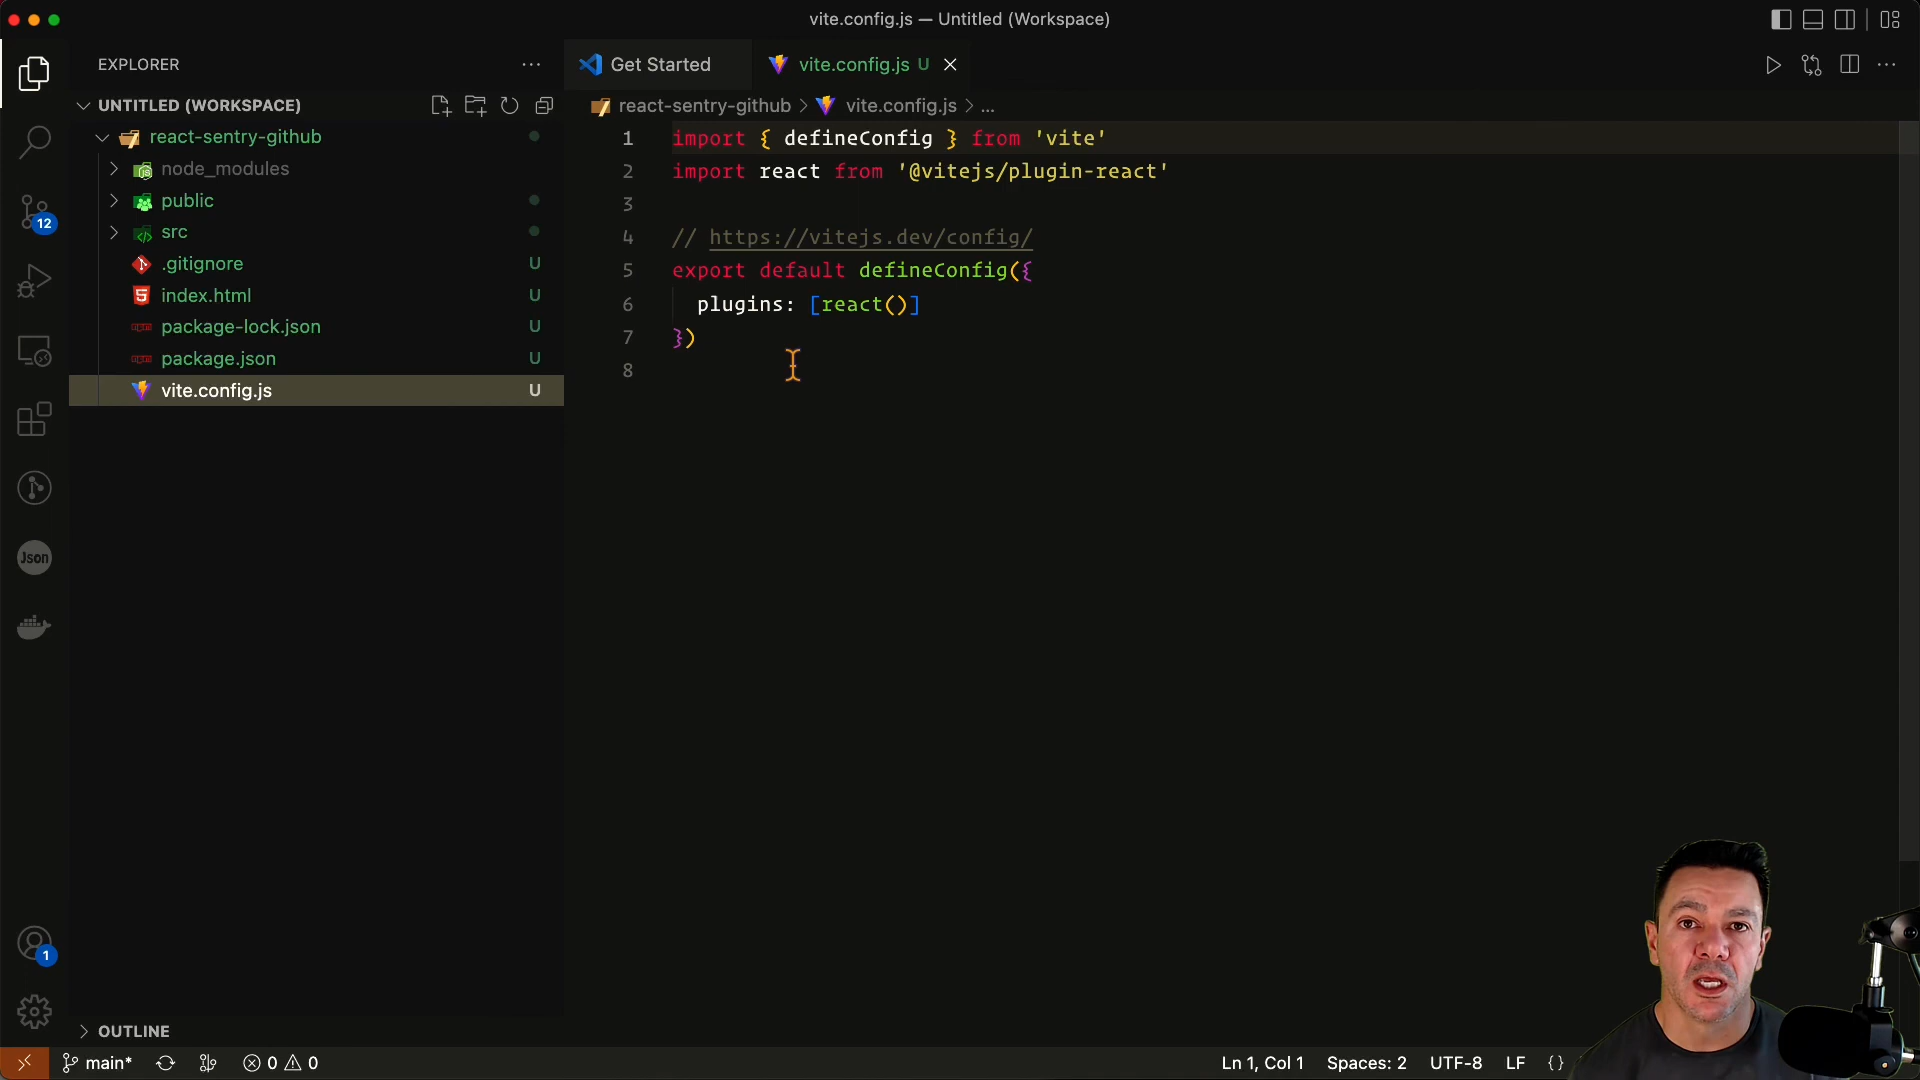 vite.config.js — Untitled (Workspace)
EXPLORER
UNTITLED (WORKSPACE)
react-sentry-github
node_modules
public
src
.gitignore U
index.html U
package-lock.json U
package.json U
vite.config.js U
OUTLINE
12
Json
1
Get Started
vite.config.js U
react-sentry-github > vite.config.js > ...
1 import { defineConfig } from 'vite'
2 import react from '@vitejs/plugin-react'
3
4 // https://vitejs.dev/config/
5 export default defineConfig({
6 plugins: [react()]
7 })
8
main* 0 0 Ln 1, Col 1 Spaces: 2 UTF-8 LF {}